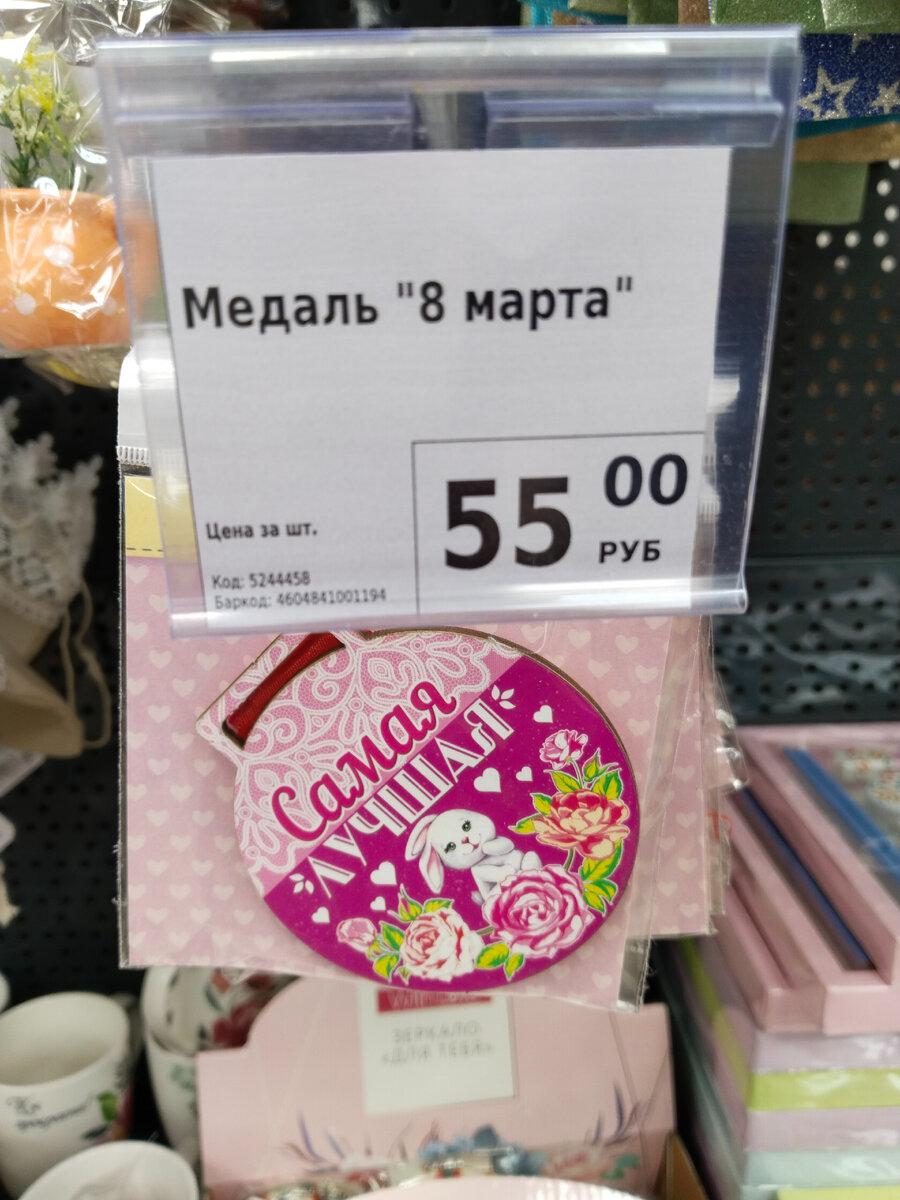 Медаль "8 марта"
55 00
РУБ
Цена за шт.
Код: 5244458
Баркод: 4604841001194
Самая
ЛУЧШАЯ
ЗЕРКАЛО
«ДЛЯ ТЕБЯ»